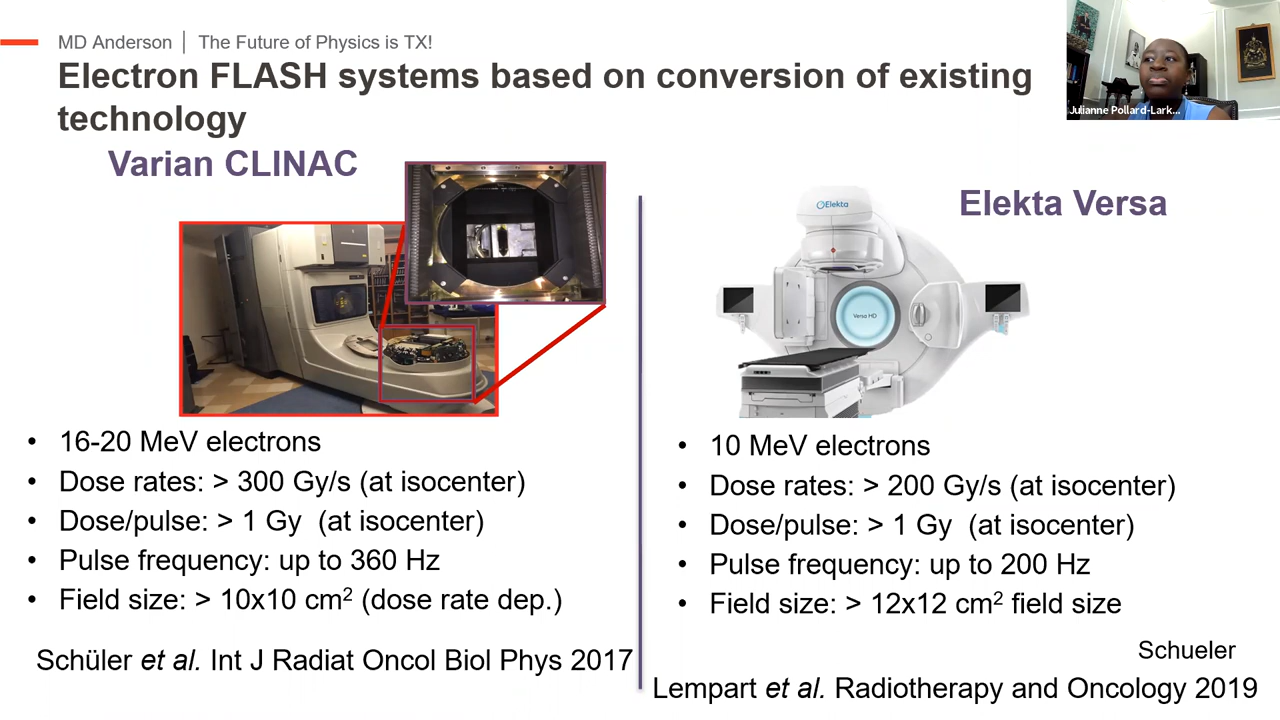 MD Anderson | The Future of Physics is TX!
Electron FLASH systems based on conversion of existing
technology
Julianne Pollard-Lark...
Varian CLINAC
• 16-20 MeV electrons
• Dose rates: > 300 Gy/s (at isocenter)
• Dose/pulse: > 1 Gy (at isocenter)
• Pulse frequency: up to 360 Hz
• Field size: > 10x10 cm² (dose rate dep.)
Schüler et al. Int J Radiat Oncol Biol Phys 2017
Elekta Versa
Elekta
Versa HD
• 10 MeV electrons
• Dose rates: > 200 Gy/s (at isocenter)
• Dose/pulse: > 1 Gy (at isocenter)
• Pulse frequency: up to 200 Hz
• Field size: > 12x12 cm² field size
Schueler
Lempart et al. Radiotherapy and Oncology 2019